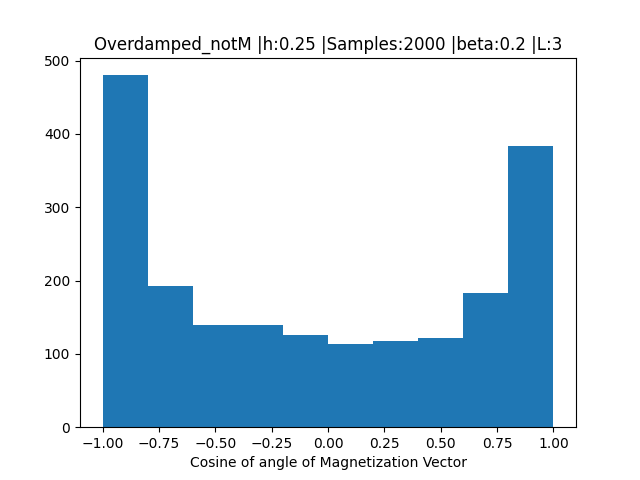 Overdamped_notM |h:0.25 |Samples:2000 |beta:0.2 |L:3
500
400
300
200
100
0
−1.00 −0.75 −0.50 −0.25 0.00 0.25 0.50 0.75 1.00
Cosine of angle of Magnetization Vector